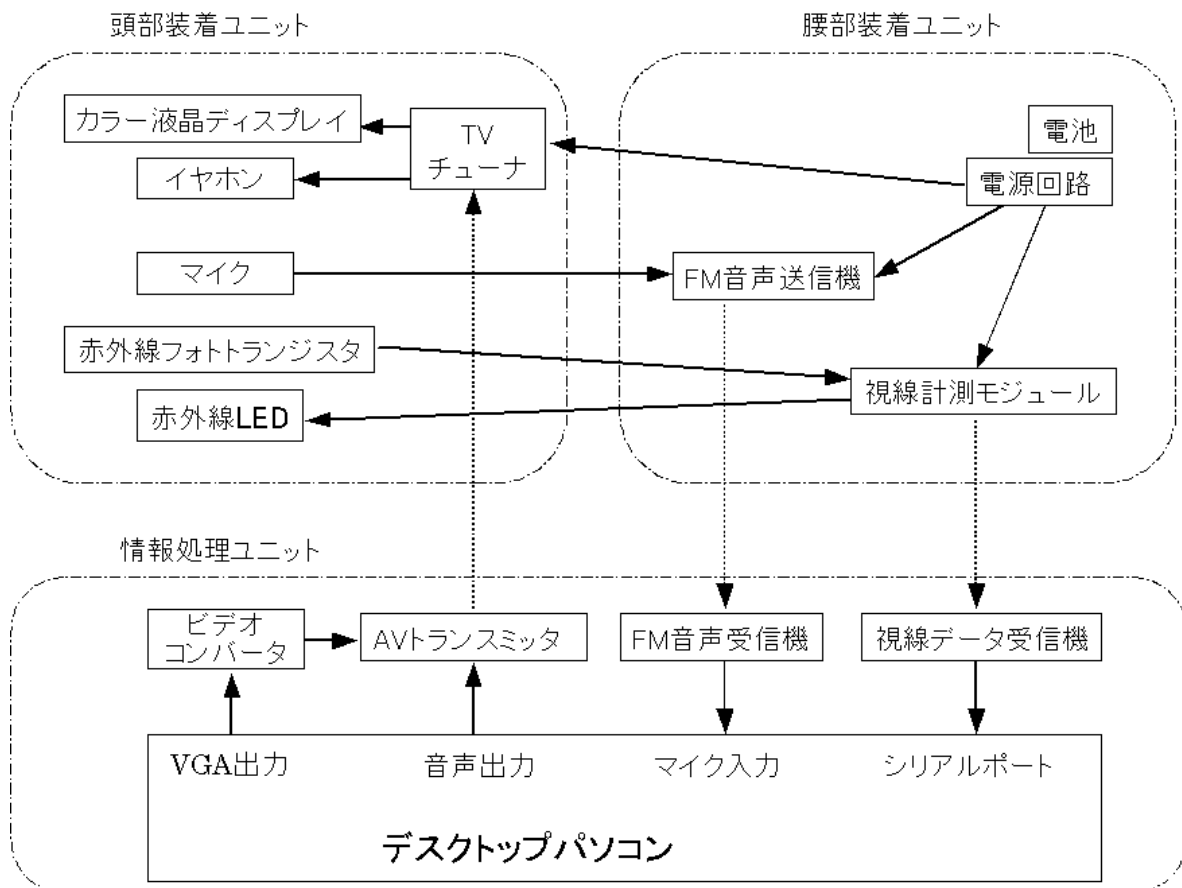 頭部装着ユニット
腰部装着ユニット
カラー液晶ディスプレイ
TV
チューナ
イヤホン
電池
電源回路
マイク
FM音声送信機
赤外線フォトトランジスタ
視線計測モジュール
赤外線LED
情報処理ユニット
ビデオ
コンバータ
AVトランスミッタ
FM音声受信機
視線データ受信機
VGA出力
音声出力
マイク入力
シリアルポート
デスクトップパソコン